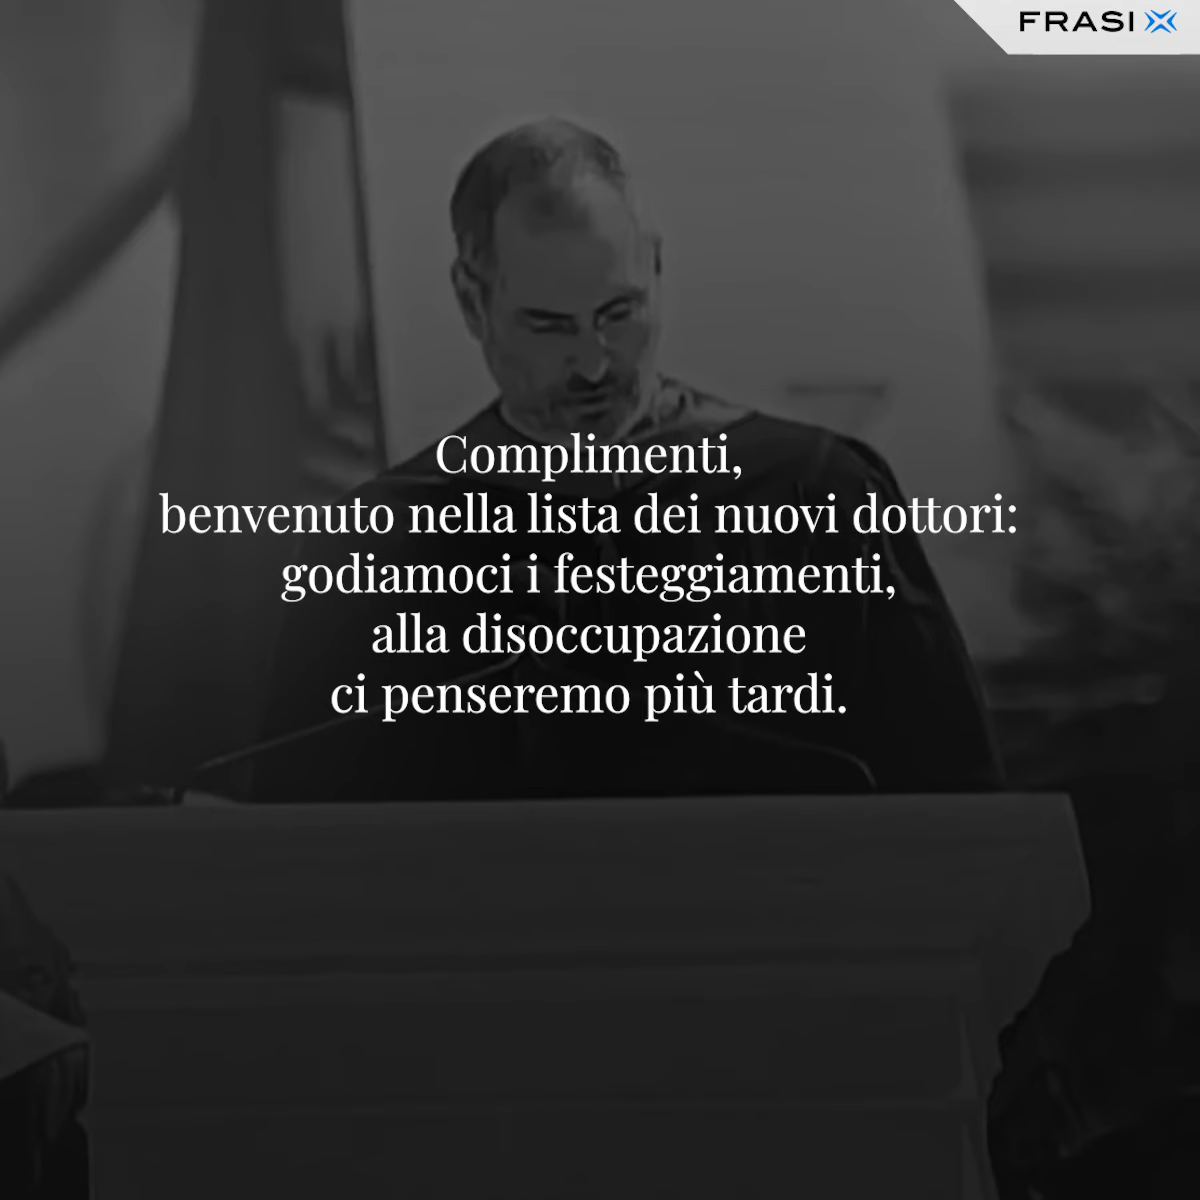 FRASI X
Complimenti,
benvenuto nella lista dei nuovi dottori:
godiamoci i festeggiamenti,
alla disoccupazione
ci penseremo più tardi.